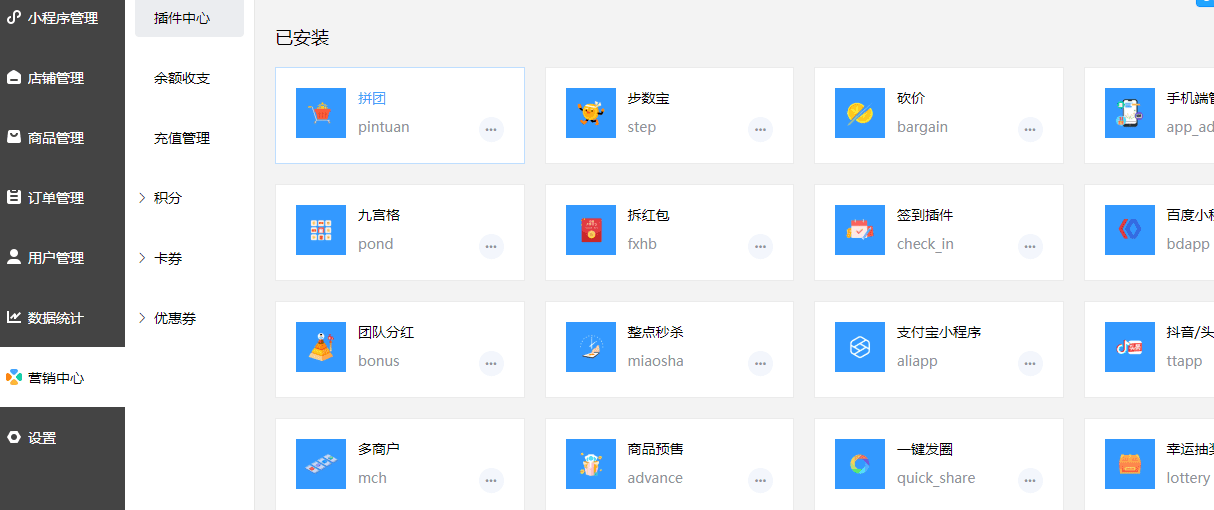 小程序管理
店铺管理
商品管理
订单管理
用户管理
数据统计
营销中心
设置
插件中心
余额收支
充值管理
积分
卡券
优惠券
已安装
拼团
pintuan
步数宝
step
砍价
bargain
手机端管
app_ad
九宫格
pond
拆红包
fxhb
签到插件
check_in
百度小程
bdapp
团队分红
bonus
整点秒杀
miaosha
支付宝小程序
aliapp
抖音/头
ttapp
多商户
mch
商品预售
advance
一键发圈
quick_share
幸运抽奖
lottery